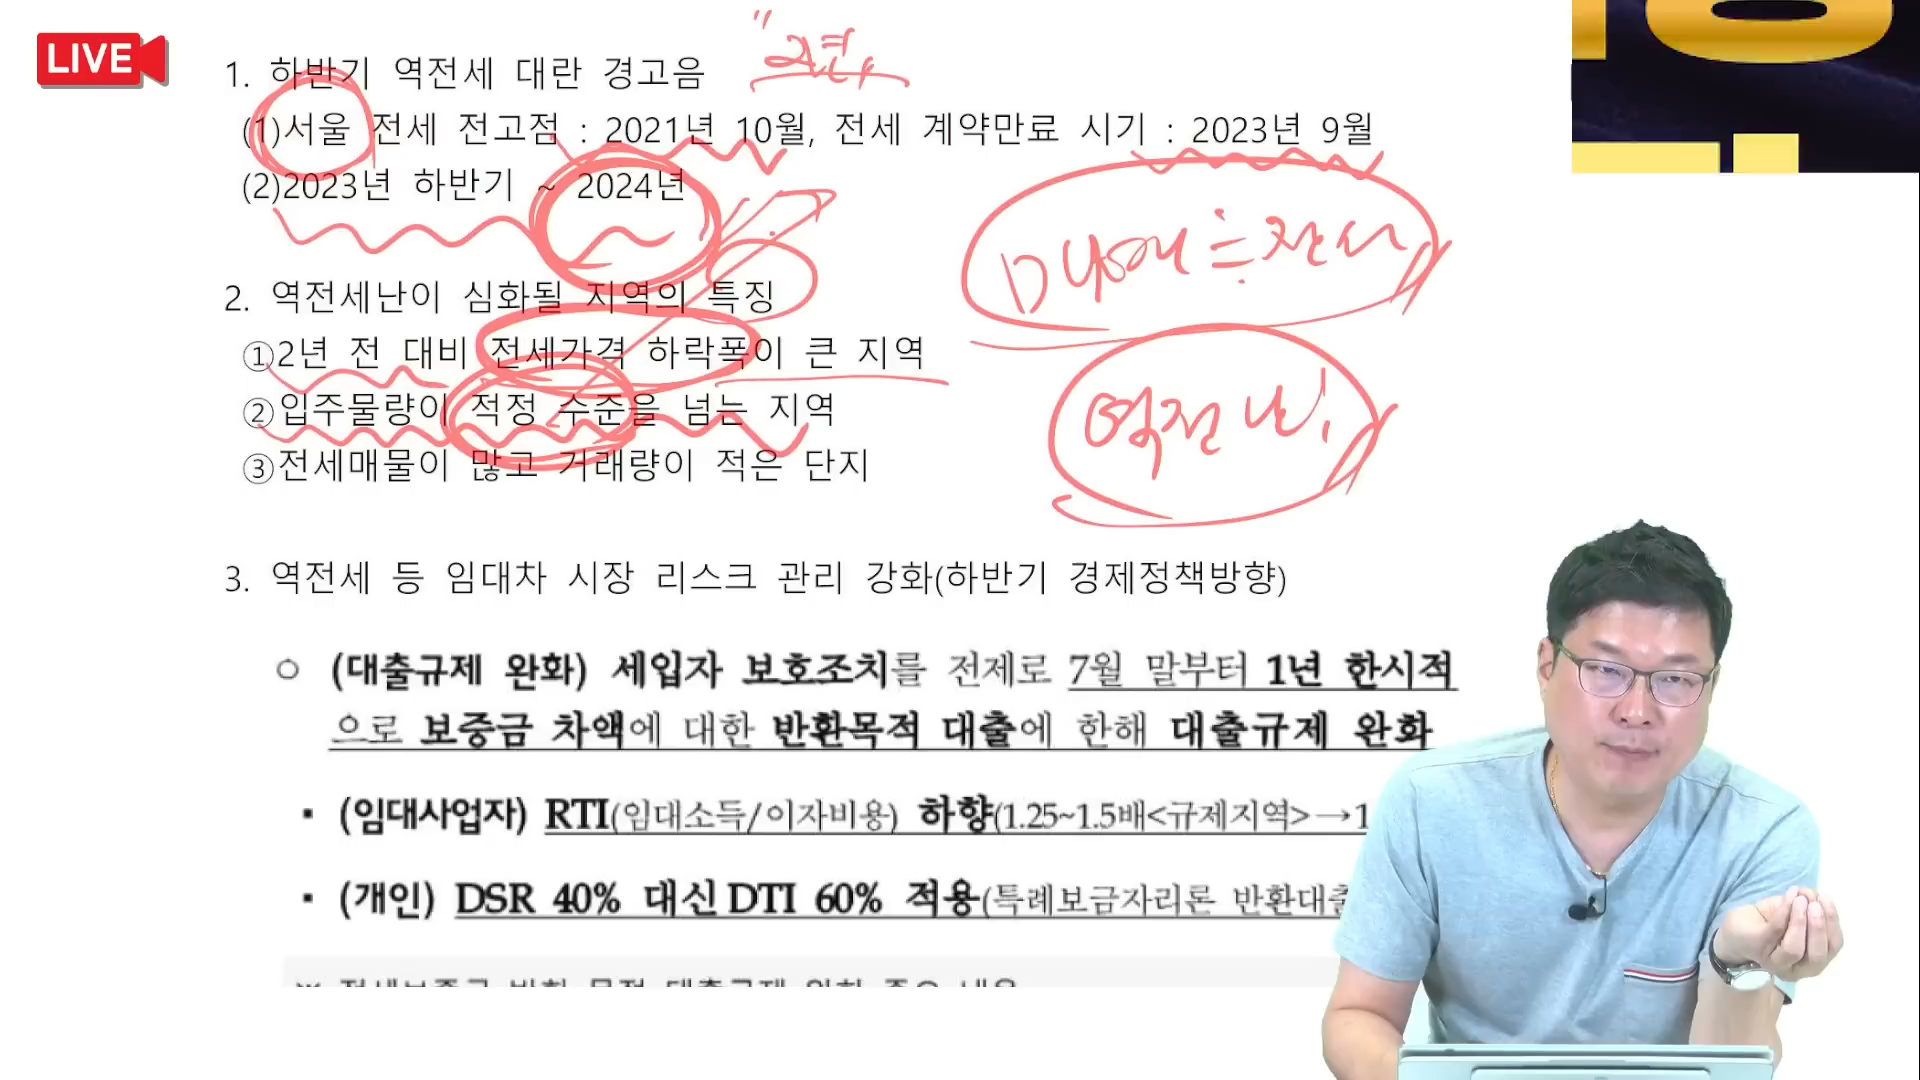 LIVE
1. 하반기 역전세 대란 경고음
"2년"
(1)서울 전세 전고점 : 2021년 10월, 전세 계약만료 시기 : 2023년 9월
(2)2023년 하반기 ~ 2024년
2. 역전세난이 심화될 지역의 특징
①2년 전 대비 전세가격 하락폭이 큰 지역
②입주물량이 적정 수준을 넘는 지역
역전난!
③전세매물이 많고 거래량이 적은 단지
3. 역전세 등 임대차 시장 리스크 관리 강화(하반기 경제정책방향)
○ (대출규제 완화) 세입자 보호조치를 전제로 7월 말부터 1년 한시적
으로 보증금 차액에 대한 반환목적 대출에 한해 대출규제 완화
▪ (임대사업자) RTI(임대소득/이자비용) 하향(1.25~1.5배<규제지역>→1
▪ (개인) DSR 40% 대신 DTI 60% 적용(특례보금자리론 반환대출